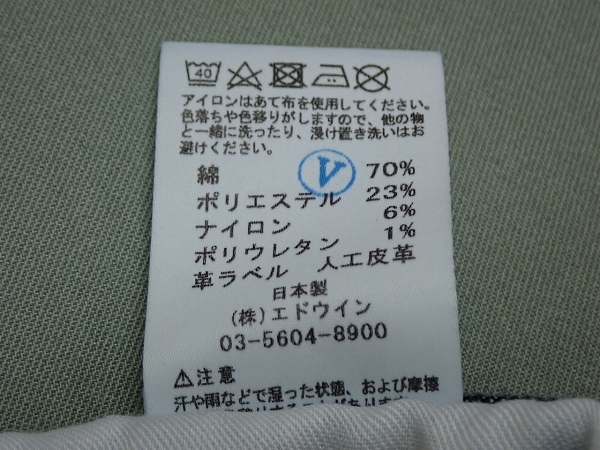 40
アイロンはあて布を使用してください。
色落ちや色移りがしますので、他の物
と一緒に洗ったり、浸け置き洗いはお
避けください。
綿 70%
V
ポリエステル 23%
ナイロン 6%
ポリウレタン 1%
革ラベル 人工皮革
日本製
(株)エドウイン
03-5604-8900
⚠注意
汗や雨などで湿った状態、および摩擦